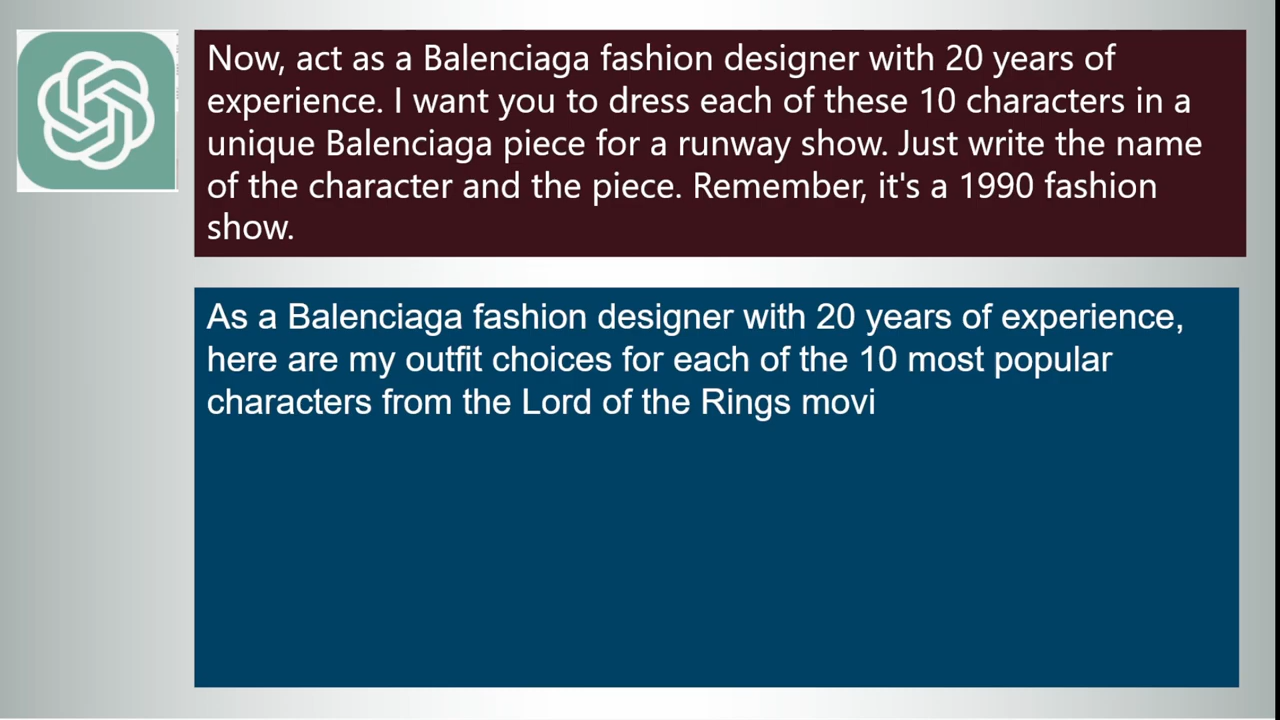 Now, act as a Balenciaga fashion designer with 20 years of
experience. I want you to dress each of these 10 characters in a
unique Balenciaga piece for a runway show. Just write the name
of the character and the piece. Remember, it's a 1990 fashion
show.
As a Balenciaga fashion designer with 20 years of experience,
here are my outfit choices for each of the 10 most popular
characters from the Lord of the Rings movi